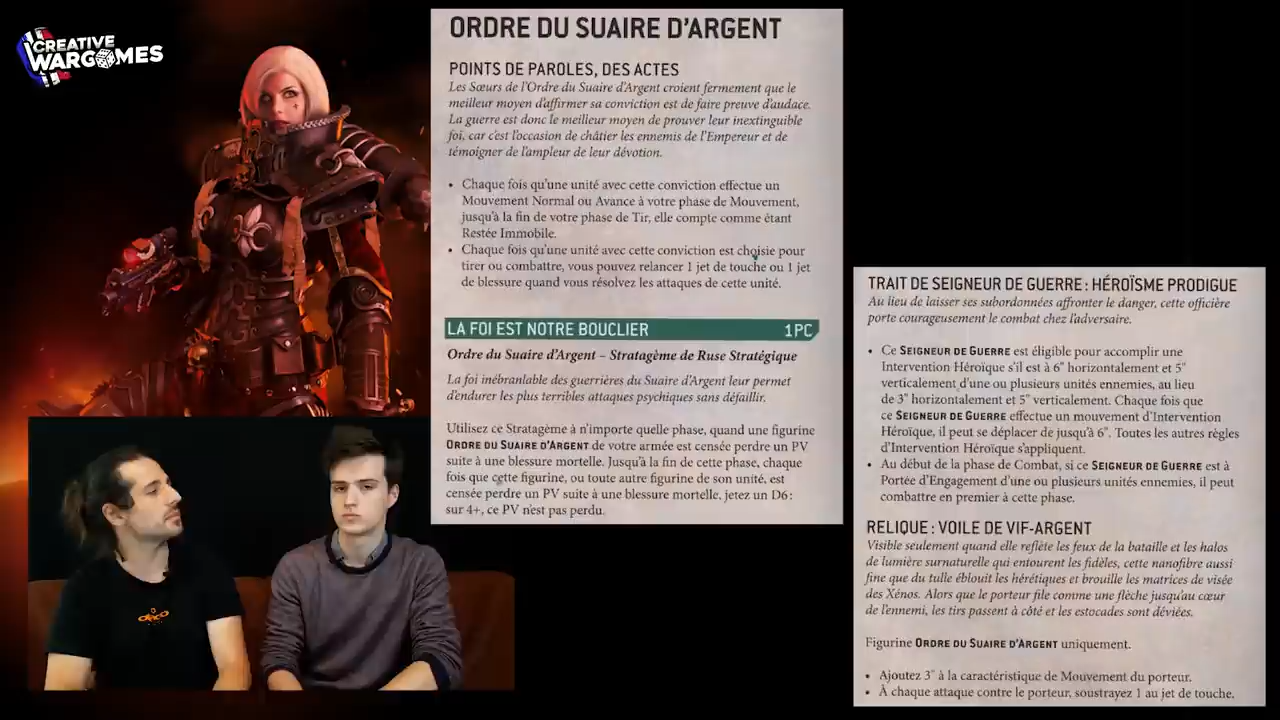 CREATIVE
WARGOMES
ORDRE DU SUAIRE D'ARGENT
POINTS DE PAROLES, DES ACTES
Les Sœurs de l'Ordre du Suaire d'Argent croient fermement que le
meilleur moyen d'affirmer sa conviction est de faire preuve d'audace.
La guerre est donc le meilleur moyen de prouver leur inextinguible
foi, car c'est l'occasion de châtier les ennemis de l'Empereur et de
témoigner de l'ampleur de leur dévotion.
• Chaque fois qu'une unité avec cette conviction effectue un
Mouvement Normal ou Avance à votre phase de Mouvement,
jusqu'à la fin de votre phase de Tir, elle compte comme étant
Restée Immobile.
• Chaque fois qu'une unité avec cette conviction est choisie pour
tirer ou combattre, vous pouvez relancer 1 jet de touche ou 1 jet
de blessure quand vous résolvez les attaques de cette unité.
LA FOI EST NOTRE BOUCLIER 1PC
Ordre du Suaire d'Argent – Stratagème de Ruse Stratégique
La foi inébranlable des guerrières du Suaire d'Argent leur permet
d'endurer les plus terribles attaques psychiques sans défaillir.
Utilisez ce Stratagème à n'importe quelle phase, quand une figurine
ORDRE DU SUAIRE D'ARGENT de votre armée est censée perdre un PV
suite à une blessure mortelle. Jusqu'à la fin de cette phase, chaque
fois que cette figurine, ou toute autre figurine de son unité, est
censée perdre un PV suite à une blessure mortelle, jetez un D6 :
sur 4+, ce PV n'est pas perdu.
TRAIT DE SEIGNEUR DE GUERRE : HÉROÏSME PRODIGUE
Au lieu de laisser ses subordonnées affronter le danger, cette officière
porte courageusement le combat chez l'adversaire.
• Ce SEIGNEUR DE GUERRE est éligible pour accomplir une
Intervention Héroïque s'il est à 6" horizontalement et 5"
verticalement d'une ou plusieurs unités ennemies, au lieu
de 3" horizontalement et 5" verticalement. Chaque fois que
ce SEIGNEUR DE GUERRE effectue un mouvement d'Intervention
Héroïque, il peut se déplacer de jusqu'à 6". Toutes les autres règles
d'Intervention Héroïque s'appliquent.
• Au début de la phase de Combat, si ce SEIGNEUR DE GUERRE est à
Portée d'Engagement d'une ou plusieurs unités ennemies, il peut
combattre en premier à cette phase.
RELIQUE : VOILE DE VIF-ARGENT
Visible seulement quand elle reflète les feux de la bataille et les halos
de lumière surnaturelle qui entourent les fidèles, cette nanofibre aussi
fine que du tulle éblouit les hérétiques et brouille les matrices de visée
des Xénos. Alors que le porteur file comme une flèche jusqu'au cœur
de l'ennemi, les tirs passent à côté et les estocades sont déviées.
Figurine ORDRE DU SUAIRE D'ARGENT uniquement.
• Ajoutez 3" à la caractéristique de Mouvement du porteur.
• À chaque attaque contre le porteur, soustrayez 1 au jet de touche.